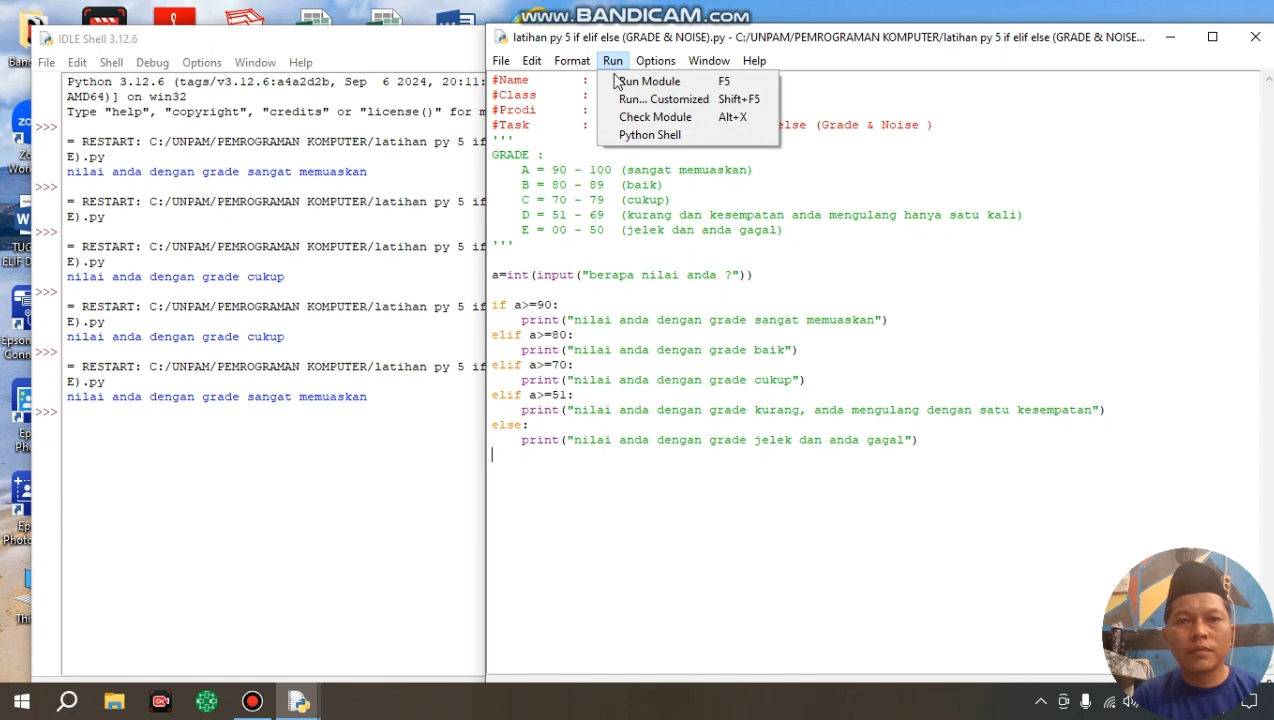 www.BANDICAM.com
IDLE Shell 3.12.6
File Edit Shell Debug Options Window Help
Python 3.12.6 (tags/v3.12.6:a4a2d2b, Sep 6 2024, 20:11:
AMD64)] on win32
Type "help", "copyright", "credits" or "license()" for m
>>>
= RESTART: C:/UNPAM/PEMROGRAMAN KOMPUTER/latihan py 5 if
E).py
nilai anda dengan grade sangat memuaskan
>>>
= RESTART: C:/UNPAM/PEMROGRAMAN KOMPUTER/latihan py 5 if
E).py
>>>
= RESTART: C:/UNPAM/PEMROGRAMAN KOMPUTER/latihan py 5 if
E).py
nilai anda dengan grade cukup
>>>
= RESTART: C:/UNPAM/PEMROGRAMAN KOMPUTER/latihan py 5 if
E).py
nilai anda dengan grade cukup
>>>
= RESTART: C:/UNPAM/PEMROGRAMAN KOMPUTER/latihan py 5 if
E).py
nilai anda dengan grade sangat memuaskan
>>>
latihan py 5 if elif else (GRADE & NOISE).py - C:/UNPAM/PEMROGRAMAN KOMPUTER/latihan py 5 if elif else (GRADE & NOISE)...
File Edit Format Run Options Window Help
Run Module F5
Run... Customized Shift+F5
Check Module Alt+X
Python Shell
#Name :
#Class :
#Prodi :
#Task : else (Grade & Noise )
'''
GRADE :
A = 90 - 100 (sangat memuaskan)
B = 80 - 89 (baik)
C = 70 - 79 (cukup)
D = 51 - 69 (kurang dan kesempatan anda mengulang hanya satu kali)
E = 00 - 50 (jelek dan anda gagal)
'''
a=int(input("berapa nilai anda ?"))
if a>=90:
print("nilai anda dengan grade sangat memuaskan")
elif a>=80:
print("nilai anda dengan grade baik")
elif a>=70:
print("nilai anda dengan grade cukup")
elif a>=51:
print("nilai anda dengan grade kurang, anda mengulang dengan satu kesempatan")
else:
print("nilai anda dengan grade jelek dan anda gagal")